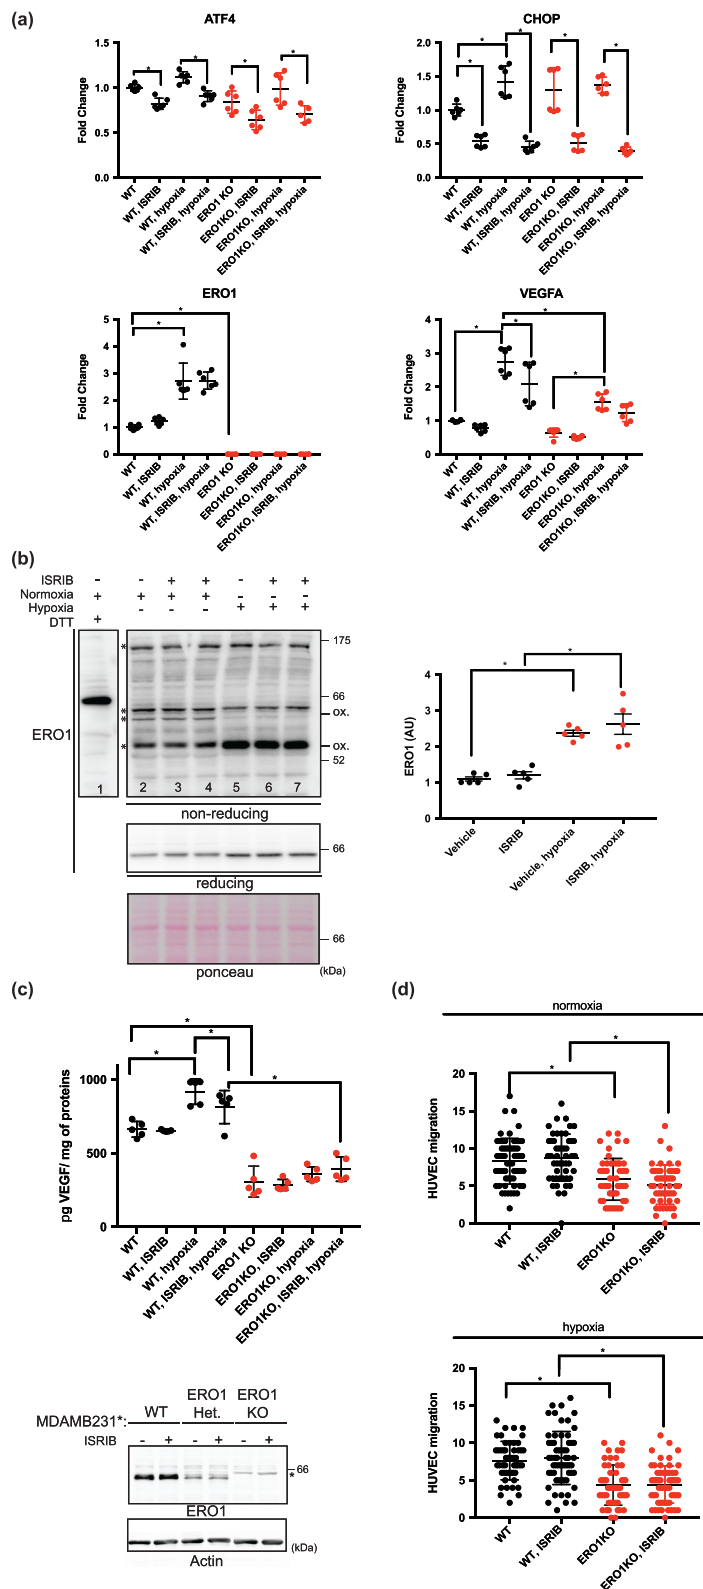 (a)
ATF4
Fold Change
1.5
1.0
0.5
0.0
*
*
*
*
WT
WT, ISRIB
WT, hypoxia
WT, ISRIB, hypoxia
ERO1 KO
ERO1KO, ISRIB
ERO1KO, hypoxia
ERO1KO, ISRIB, hypoxia
CHOP
Fold Change
2.0
1.5
1.0
0.5
0.0
*
*
*
*
*
WT
WT, ISRIB
WT, hypoxia
WT, ISRIB, hypoxia
ERO1 KO
ERO1KO, ISRIB
ERO1KO, hypoxia
ERO1KO, ISRIB, hypoxia
ERO1
Fold Change
5
4
3
2
1
0
*
*
WT
WT, ISRIB
WT, hypoxia
WT, ISRIB, hypoxia
ERO1 KO
ERO1KO, ISRIB
ERO1KO, hypoxia
ERO1KO, ISRIB, hypoxia
VEGFA
Fold Change
4
3
2
1
0
*
*
*
*
WT
WT, ISRIB
WT, hypoxia
WT, ISRIB, hypoxia
ERO1 KO
ERO1KO, ISRIB
ERO1KO, hypoxia
ERO1KO, ISRIB, hypoxia
(b)
ISRIB - - + + - + +
Normoxia + + + + - - -
Hypoxia - - - + + +
DTT +
ERO1
*
*
*
*
175
66
ox.
ox.
52
1 2 3 4 5 6 7
non-reducing
66
reducing
66
ponceau (kDa)
ERO1 (AU)
4
3
2
1
0
*
*
Vehicle
ISRIB
Vehicle, hypoxia
ISRIB, hypoxia
(c)
pg VEGF/ mg of proteins
1000
500
0
*
*
*
*
WT
WT, ISRIB
WT, hypoxia
WT, ISRIB, hypoxia
ERO1 KO
ERO1KO, ISRIB
ERO1KO, hypoxia
ERO1KO, ISRIB, hypoxia
MDAMB231*: WT ERO1 Het. ERO1 KO
ISRIB - + - + - +
66
*
ERO1
(kDa)
Actin
(d)
normoxia
HUVEC migration
20
15
10
5
0
*
*
WT
WT, ISRIB
ERO1KO
ERO1KO, ISRIB
hypoxia
HUVEC migration
20
15
10
5
0
*
*
WT
WT, ISRIB
ERO1KO
ERO1KO, ISRIB